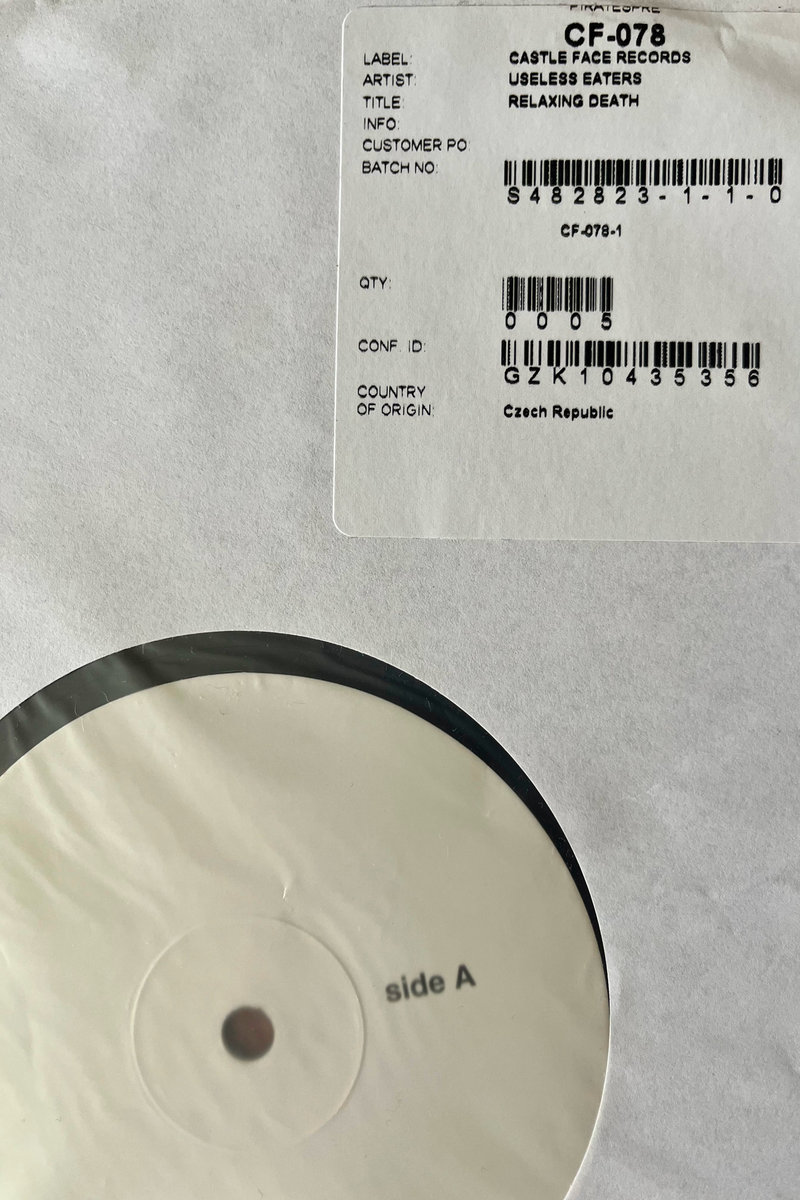 CF-078
LABEL: CASTLE FACE RECORDS
ARTIST: USELESS EATERS
TITLE: RELAXING DEATH
INFO:
CUSTOMER PO:
BATCH NO:
S482823-1-1-0
CF-078-1
QTY:
0005
CONF. ID:
GZK10435356
COUNTRY
OF ORIGIN: Czech Republic
side A